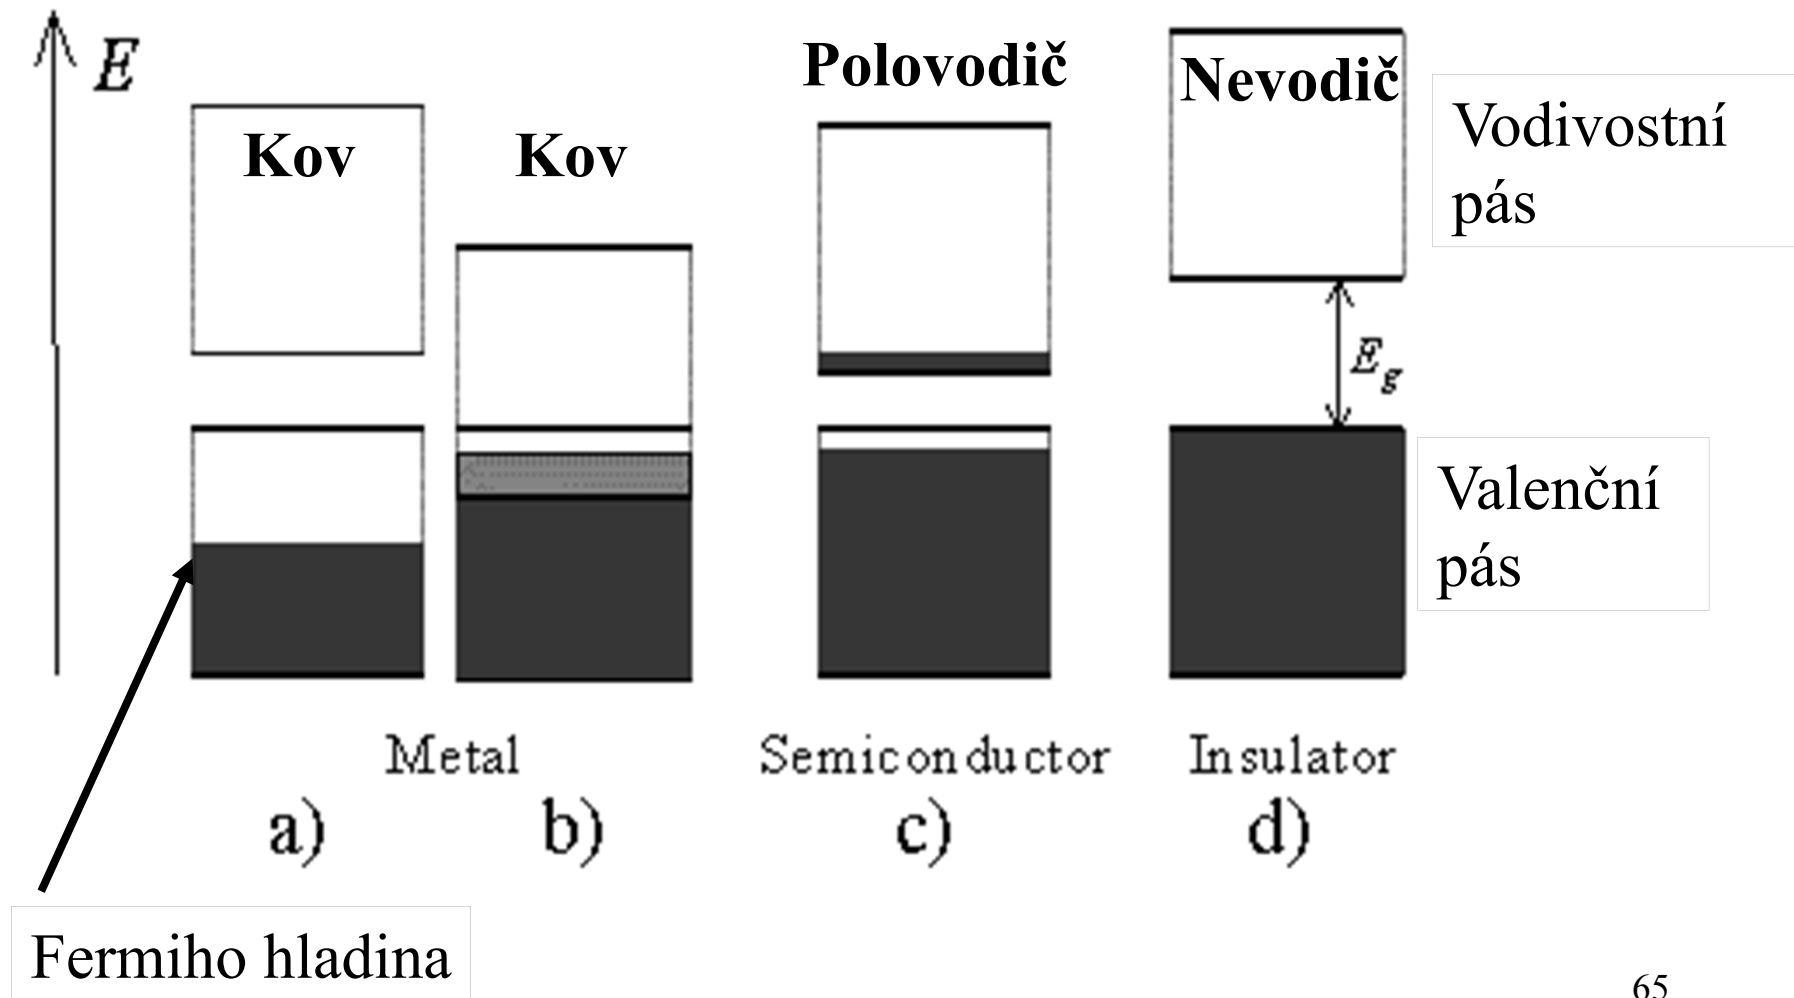 E
Kov
Kov
Polovodič
Nevodič
Vodivostní
pás
E_g
Valenční
pás
Metal
Semiconductor
Insulator
a)
b)
c)
d)
Fermiho hladina
65